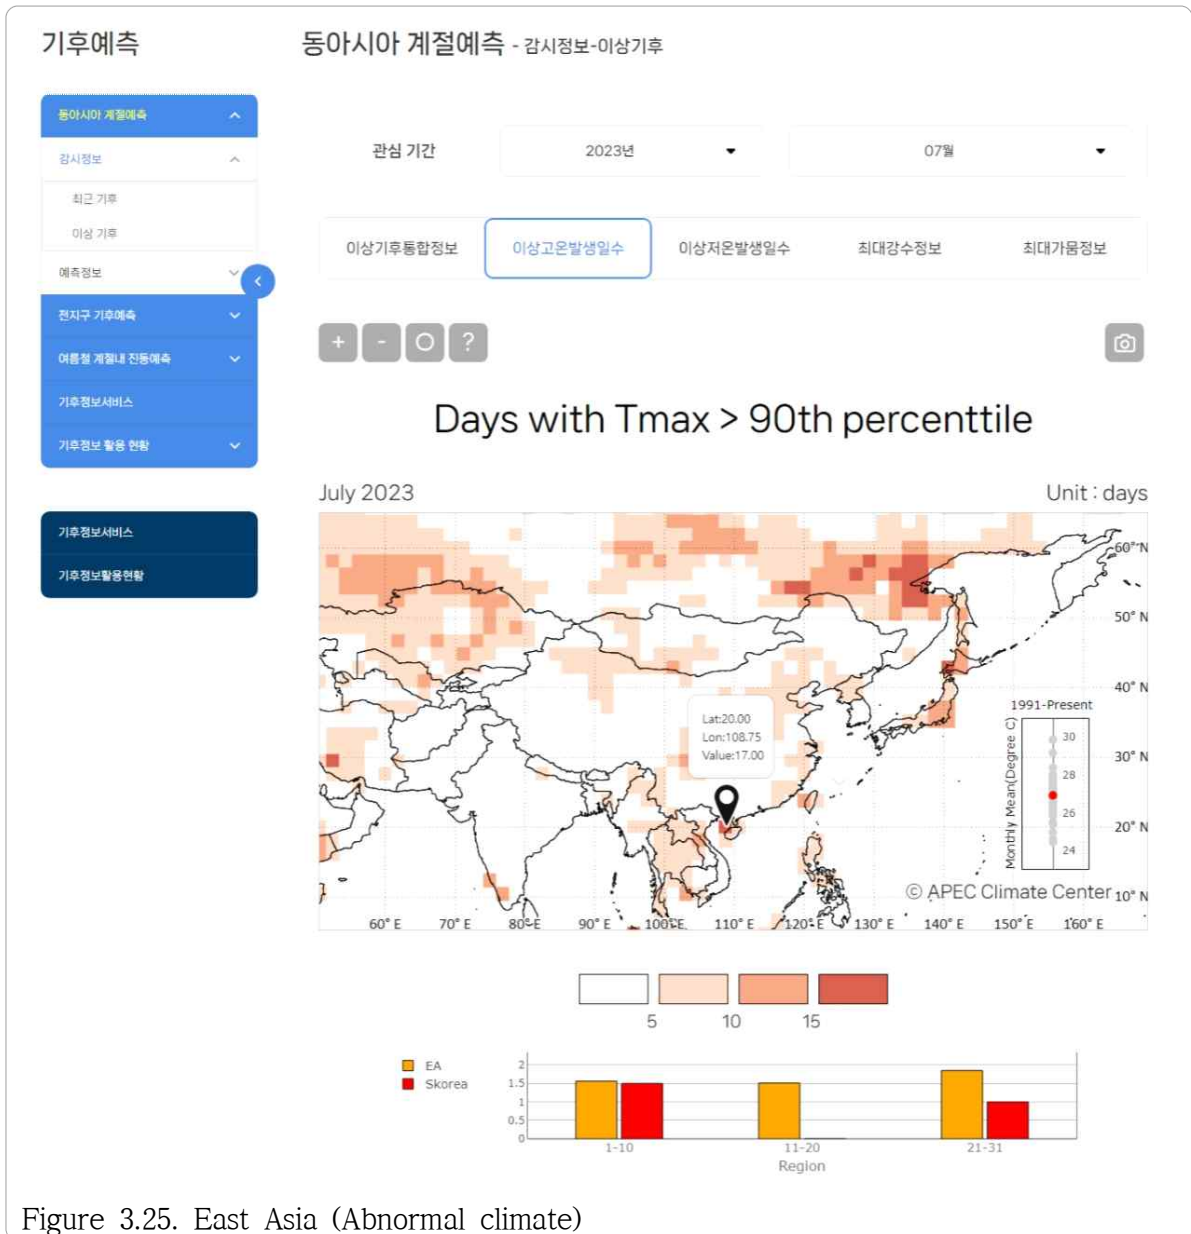 기후예측
동아시아 계절예측 - 감시정보-이상기후
동아시아 계절예측
감시정보
최근 기후
이상 기후
예측정보
전지구 기후예측
여름철 계절내 진동예측
기후정보서비스
기후정보 활용 현황
기후정보서비스
기후정보활용현황
관심 기간 2023년 07월
이상기후통합정보 이상고온발생일수 이상저온발생일수 최대강수정보 최대가뭄정보
+ - ?
Days with Tmax > 90th percenttile
July 2023 Unit : days
60° N
50° N
40° N
30° N
20° N
10° N
Lat:20.00
Lon:108.75
Value:17.00
1991-Present
Monthly Mean(Degree C)
30
28
26
24
© APEC Climate Center
60° E 70° E 80° E 90° E 100° E 110° E 120° E 130° E 140° E 150° E 160° E
5 10 15
EA
Skorea
2
1.5
1
0.5
0
1-10 11-20 21-31
Region
Figure 3.25. East Asia (Abnormal climate)